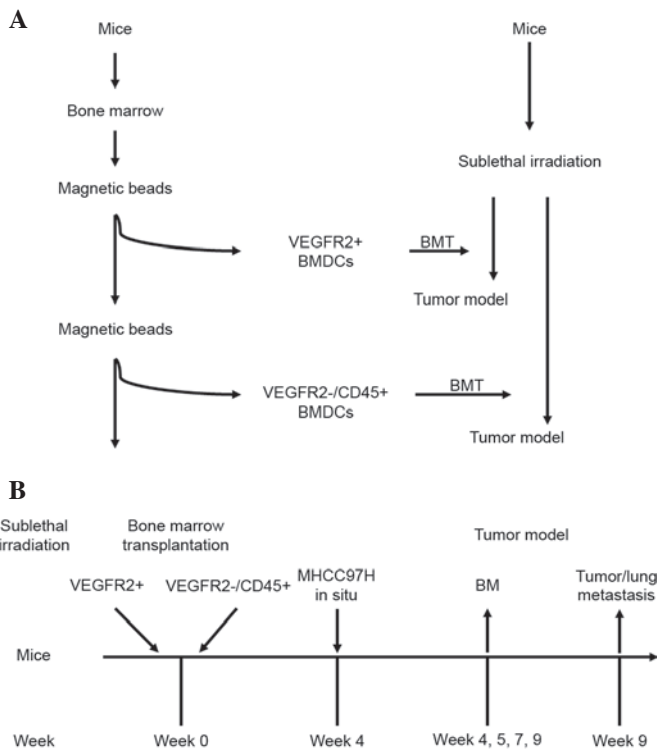 A
Mice
Mice
Bone marrow
Sublethal irradiation
Magnetic beads
VEGFR2+
BMDCs
BMT
Tumor model
Magnetic beads
VEGFR2-/CD45+
BMDCs
BMT
Tumor model
B
Sublethal
irradiation
Bone marrow
transplantation
Tumor model
VEGFR2+
VEGFR2-/CD45+
MHCC97H
in situ
BM
Tumor/lung
metastasis
Mice
Week
Week 0
Week 4
Week 4, 5, 7, 9
Week 9